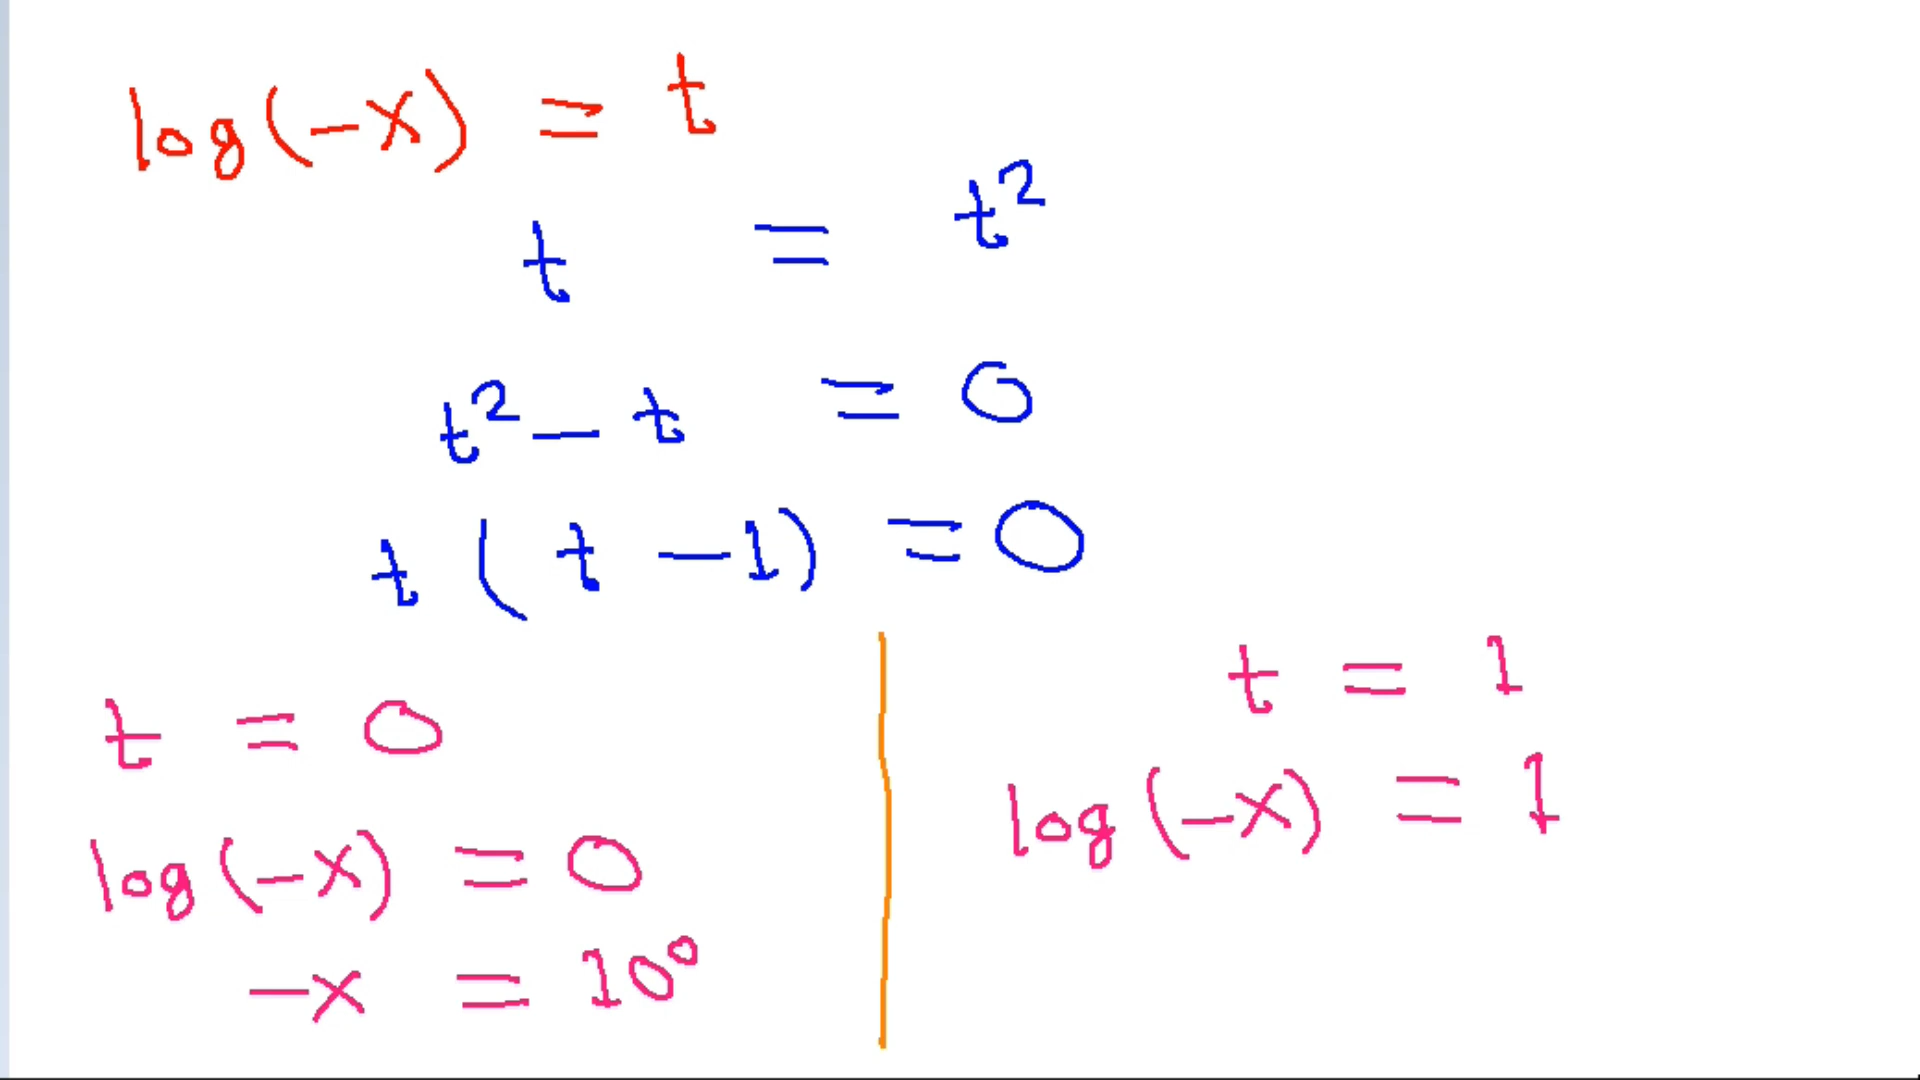 log(-x) = t
t = t²
t² - t = 0
t(t - 1) = 0
t = 0
log(-x) = 0
-x = 10⁰
t = 1
log(-x) = 1